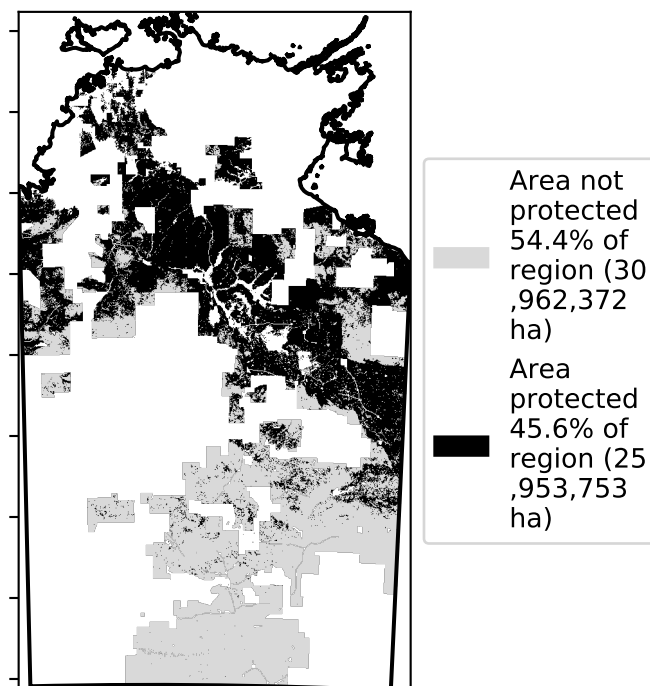 Area not
protected
54.4% of
region (30
,962,372
ha)
Area
protected
45.6% of
region (25
,953,753
ha)